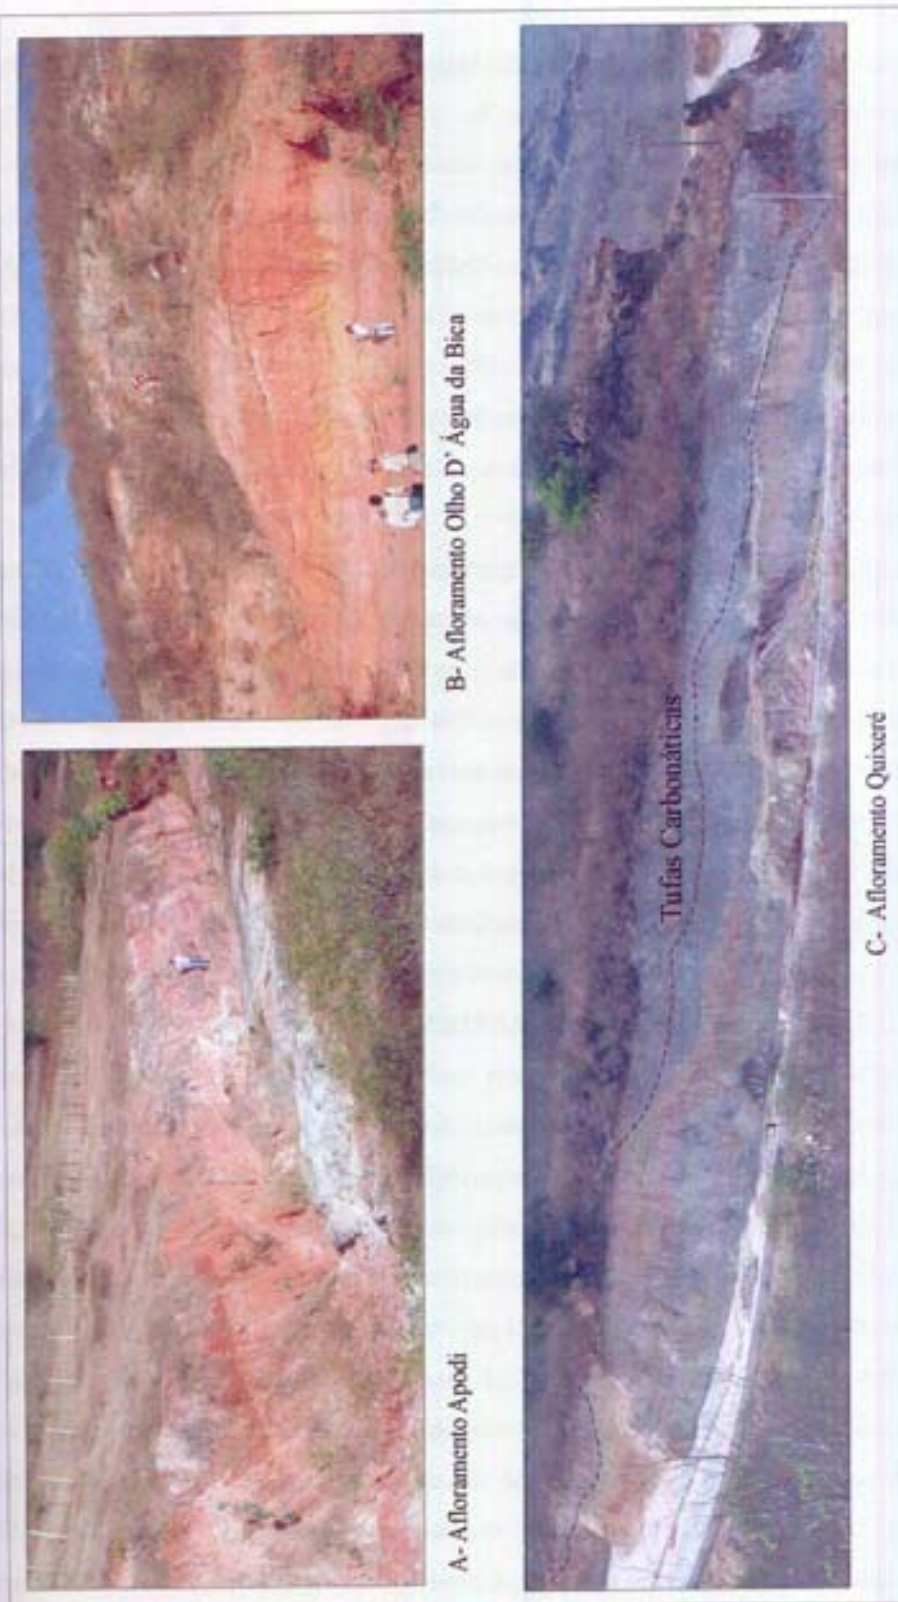 A- Afloramento Apodi
B- Afloramento Olho D' Água da Bica
Tufas Carbonáticas
C- Afloramento Quixeré